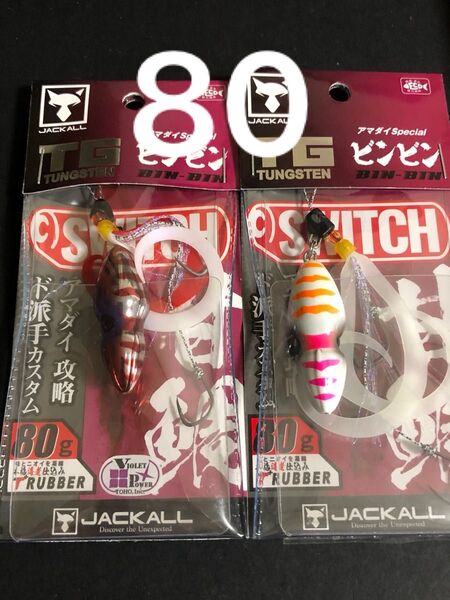 80
JACKALL
アマダイSpecial
TG
TUNGSTEN
ビンビン
BIN-BIN
SWITCH
アマダイ攻略
ド派手カスタム
80g
T RUBBER
VIOLET
POWER
TOHO.Inc
JACKALL
Discover the Unexpected
JACKALL
アマダイSpecial
TG
TUNGSTEN
ビンビン
BIN-BIN
SWITCH
80g
T RUBBER
JACKALL
Discover the Unexpected